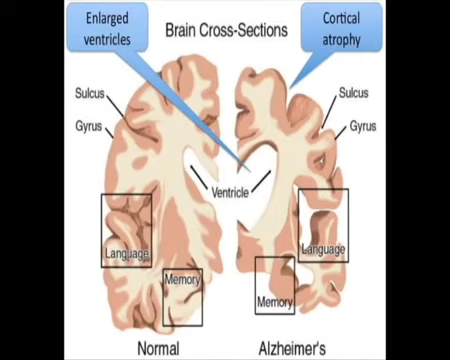 Enlarged
ventricles
Brain Cross-Sections
Cortical
atrophy
Sulcus
Gyrus
Sulcus
Gyrus
Ventricle
Language
Memory
Language
Memory
Normal
Alzheimer's